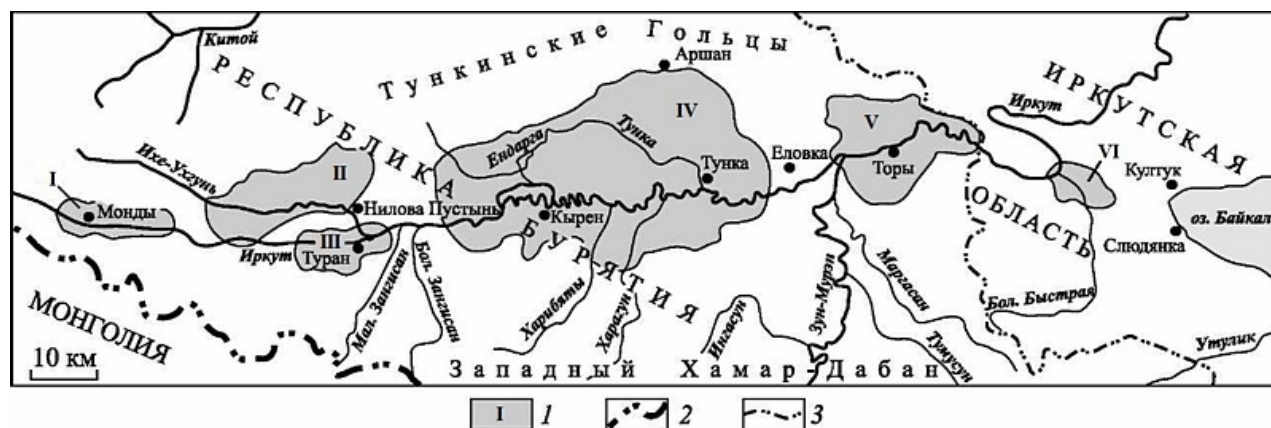 Китой
РЕСПУБЛИКА
Тункинские Гольцы
Аршан
ИРКУТСКАЯ
Иркут
Ихе-Ухгунь
I
Монды
II
Нилова Пустынь
III
Туран
Иркут
Ендарга
Тунка
IV
Тунка
Кырен
БУРЯТИЯ
Еловка
V
Торы
VI
Култук
ОБЛАСТЬ
оз. Байкал
Слюдянка
МОНГОЛИЯ
Мал. Зангисан
Бол. Зангисан
Харибяты
Харагун
Ингасун
Зун-Мурэн
Маргасан
Тумусун
Бол. Быстрая
Утулик
10 км
Западный Хамар-Дабан
I 1 2 3